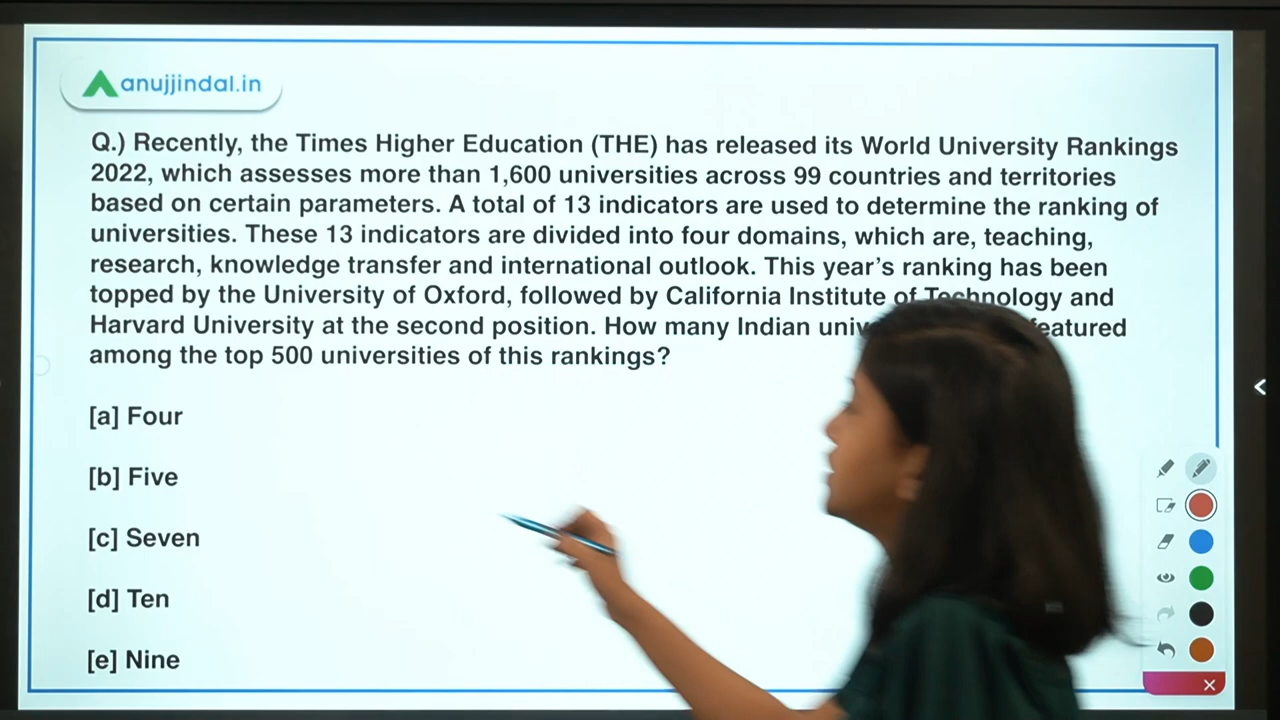 anujjindal.in
Q.) Recently, the Times Higher Education (THE) has released its World University Rankings
2022, which assesses more than 1,600 universities across 99 countries and territories
based on certain parameters. A total of 13 indicators are used to determine the ranking of
universities. These 13 indicators are divided into four domains, which are, teaching,
research, knowledge transfer and international outlook. This year's ranking has been
topped by the University of Oxford, followed by California Institute of Technology and
Harvard University at the second position. How many Indian
among the top 500 universities of this rankings?
[a] Four
[b] Five
[c] Seven
[d] Ten
[e] Nine